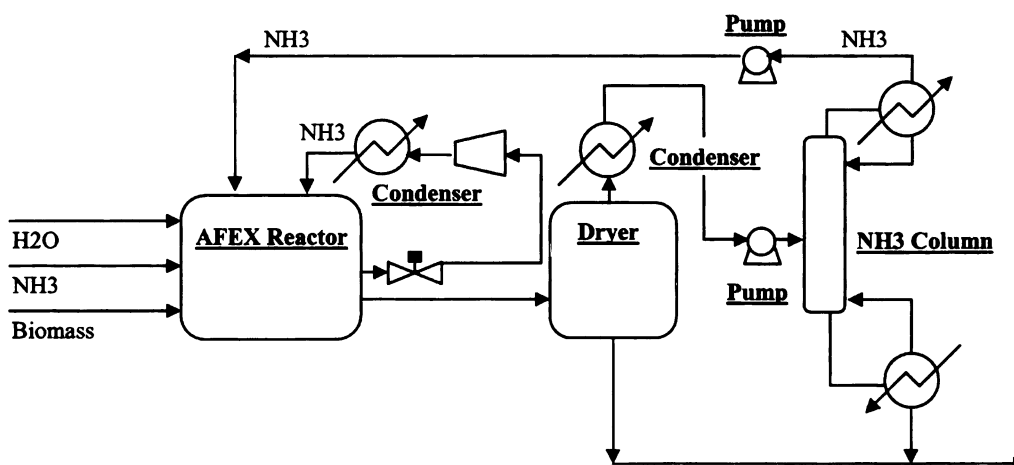 Pump
NH3
NH3
NH3
Condenser
Condenser
AFEX Reactor
Dryer
H2O
NH3 Column
NH3
Pump
Biomass